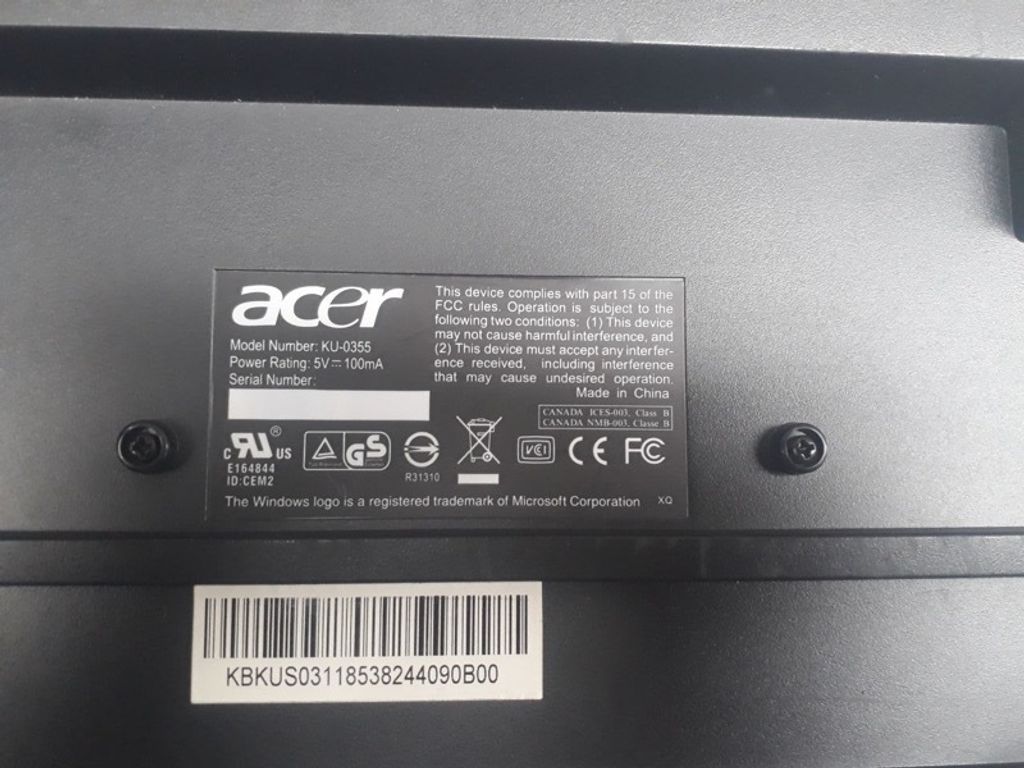 acer
Model Number: KU-0355
Power Rating: 5V⎓100mA
Serial Number:
This device complies with part 15 of the
FCC rules. Operation is subject to the
following two conditions: (1) This device
may not cause harmful interference, and
(2) This device must accept any interfer-
ence received, including interference
that may cause undesired operation.
Made in China
CANADA ICES-003, Class B
CANADA NMB-003, Classe B
C RU ® US
E164844
ID:CEM2
GS
R31310
VCI
CE FC
The Windows logo is a registered trademark of Microsoft Corporation XQ
KBKUS03118538244090B00